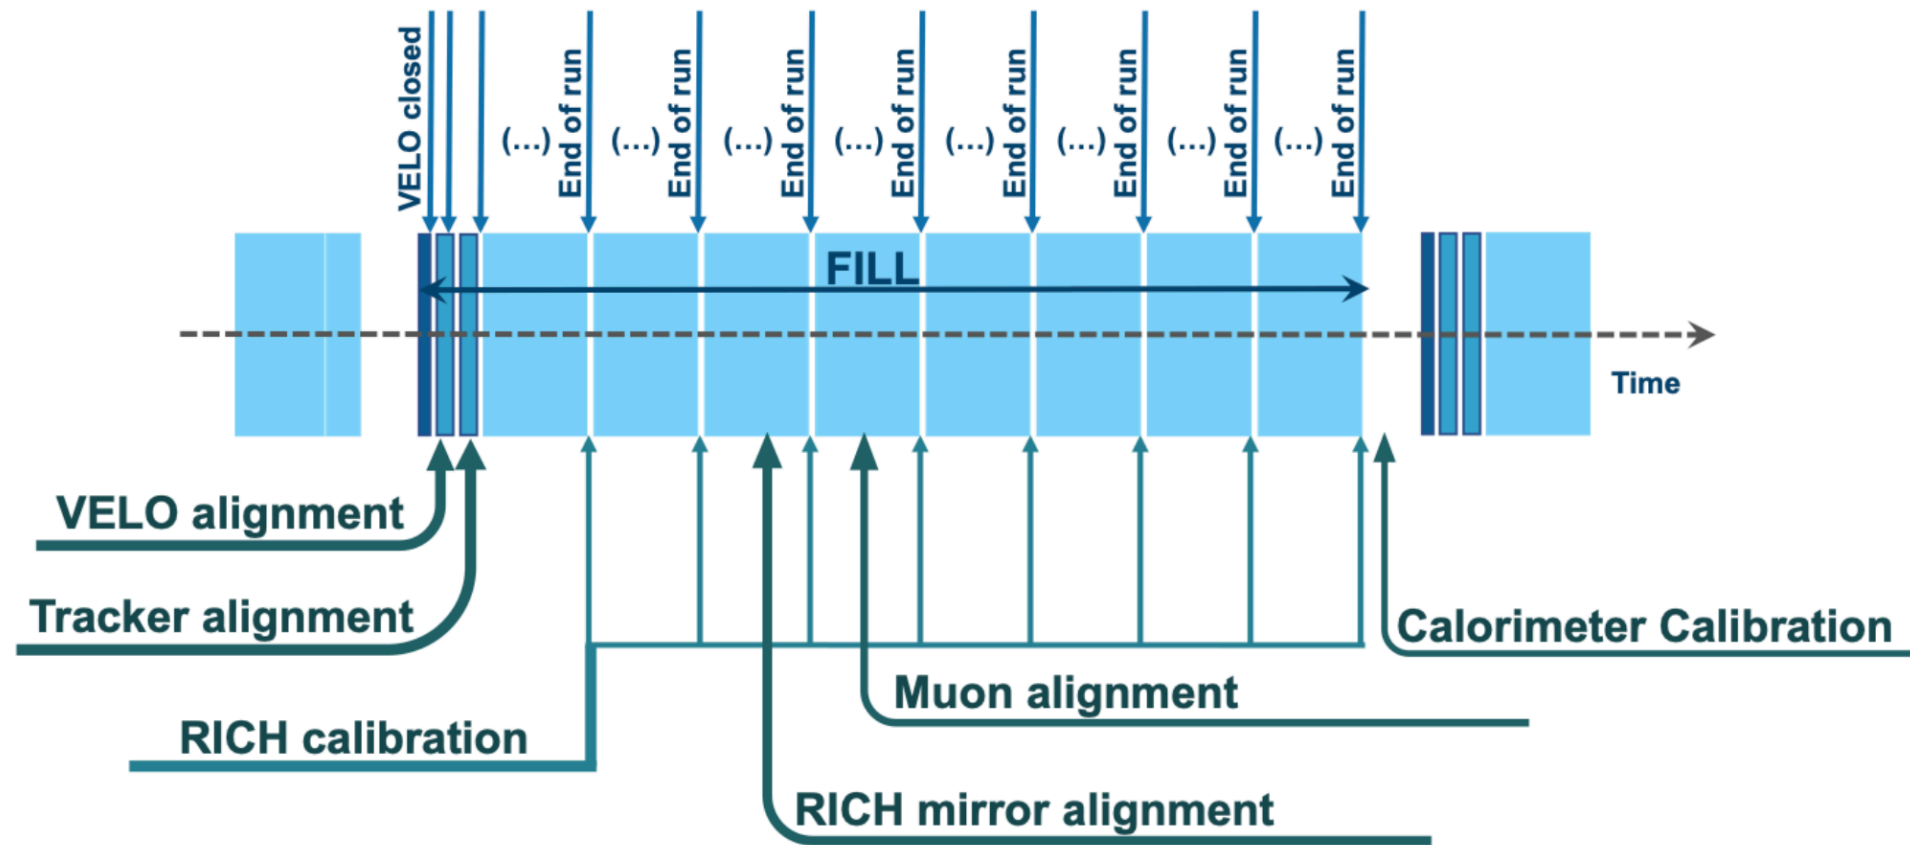 VELO closed
(...) End of run
(...) End of run
(...) End of run
(...) End of run
(...) End of run
(...) End of run
(...) End of run
(...) End of run
FILL
Time
VELO alignment
Tracker alignment
Calorimeter Calibration
Muon alignment
RICH calibration
RICH mirror alignment